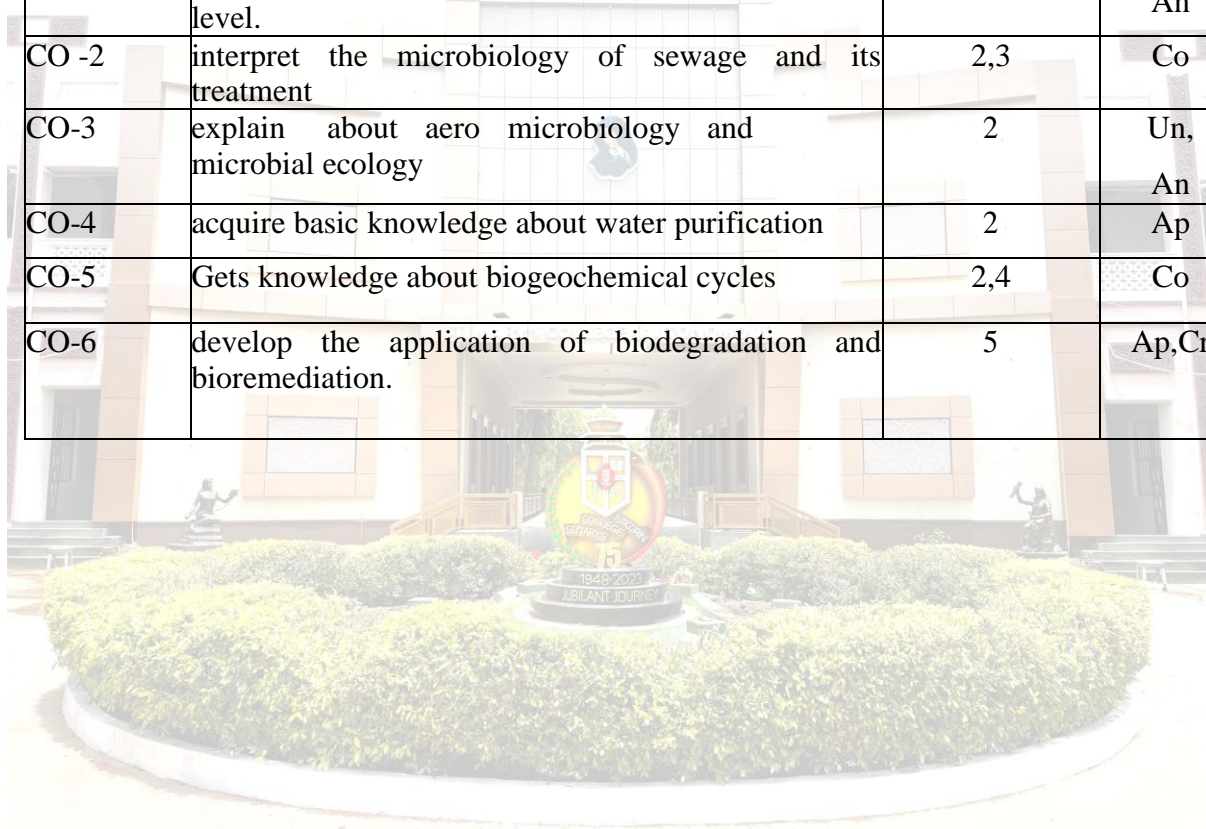 level. An
CO -2 interpret the microbiology of sewage and its 2,3 Co
treatment
CO-3 explain about aero microbiology and 2 Un,
microbial ecology An
CO-4 acquire basic knowledge about water purification 2 Ap
CO-5 Gets knowledge about biogeochemical cycles 2,4 Co
CO-6 develop the application of biodegradation and 5 Ap,Cr
bioremediation.
75
1948-2023
JUBILANT JOURNEY